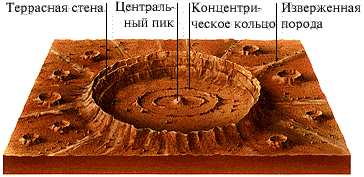 Террасная стена
Централь-
ный пик
Концентри-
ческое кольцо
Изверженная
порода